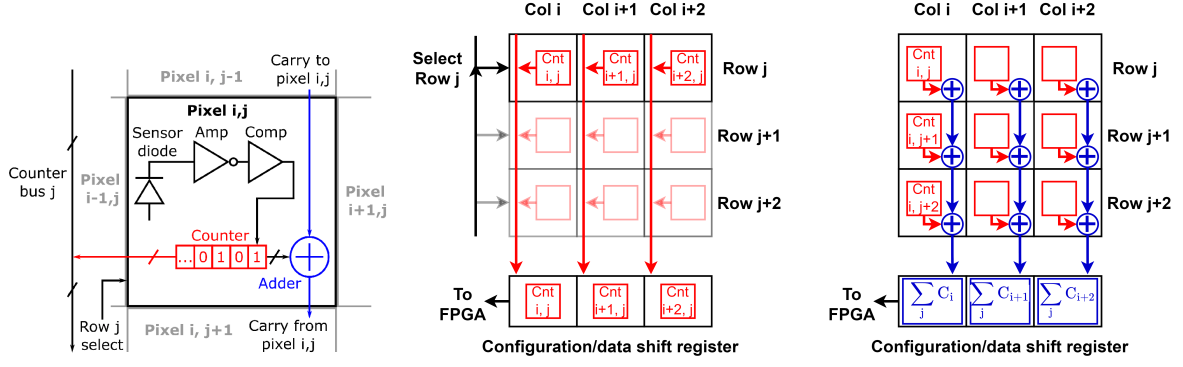 Pixel i, j-1
Carry to
pixel i,j
Pixel i,j
Sensor
diode
Amp
Comp
Counter
bus j
Pixel
i-1,j
Pixel
i+1,j
Counter
...0 1 0 1
Adder
Row j
select
Pixel i, j+1
Carry from
pixel i,j
Col i Col i+1 Col i+2
Select
Row j
Cnt
i, j
Cnt
i+1, j
Cnt
i+2, j
Row j
Row j+1
Row j+2
To
FPGA
Cnt
i, j
Cnt
i+1, j
Cnt
i+2, j
Configuration/data shift register
Col i Col i+1 Col i+2
Cnt
i, j
Row j
Cnt
i, j+1
Row j+1
Cnt
i, j+2
Row j+2
To
FPGA
∑ C_i
j
∑ C_{i+1}
j
∑ C_{i+2}
j
Configuration/data shift register